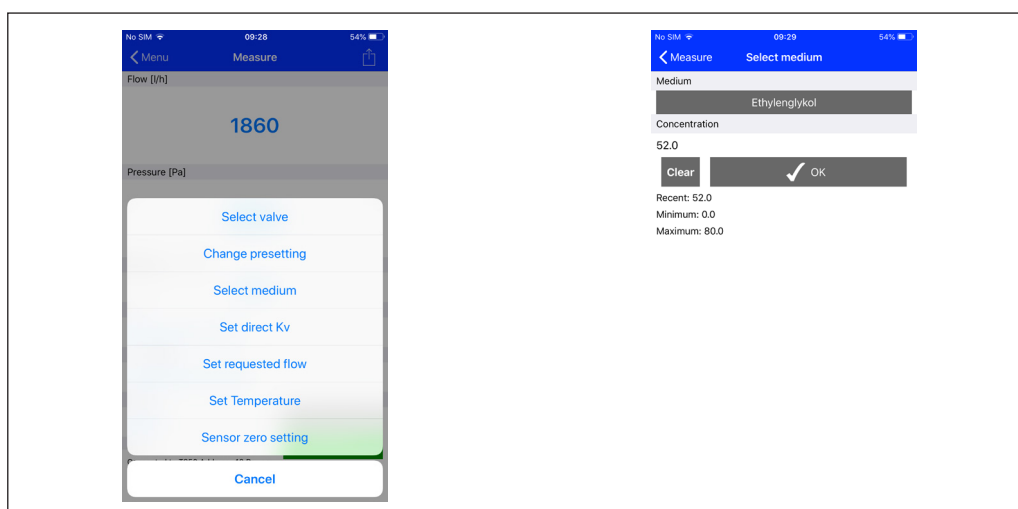 No SIM 09:28 54%
Menu Measure
Flow [l/h]
1860
Pressure [Pa]
Select valve
Change presetting
Select medium
Set direct Kv
Set requested flow
Set Temperature
Sensor zero setting
Cancel
No SIM 09:29 54%
Measure Select medium
Medium
Ethylenglykol
Concentration
52.0
Clear OK
Recent: 52.0
Minimum: 0.0
Maximum: 80.0